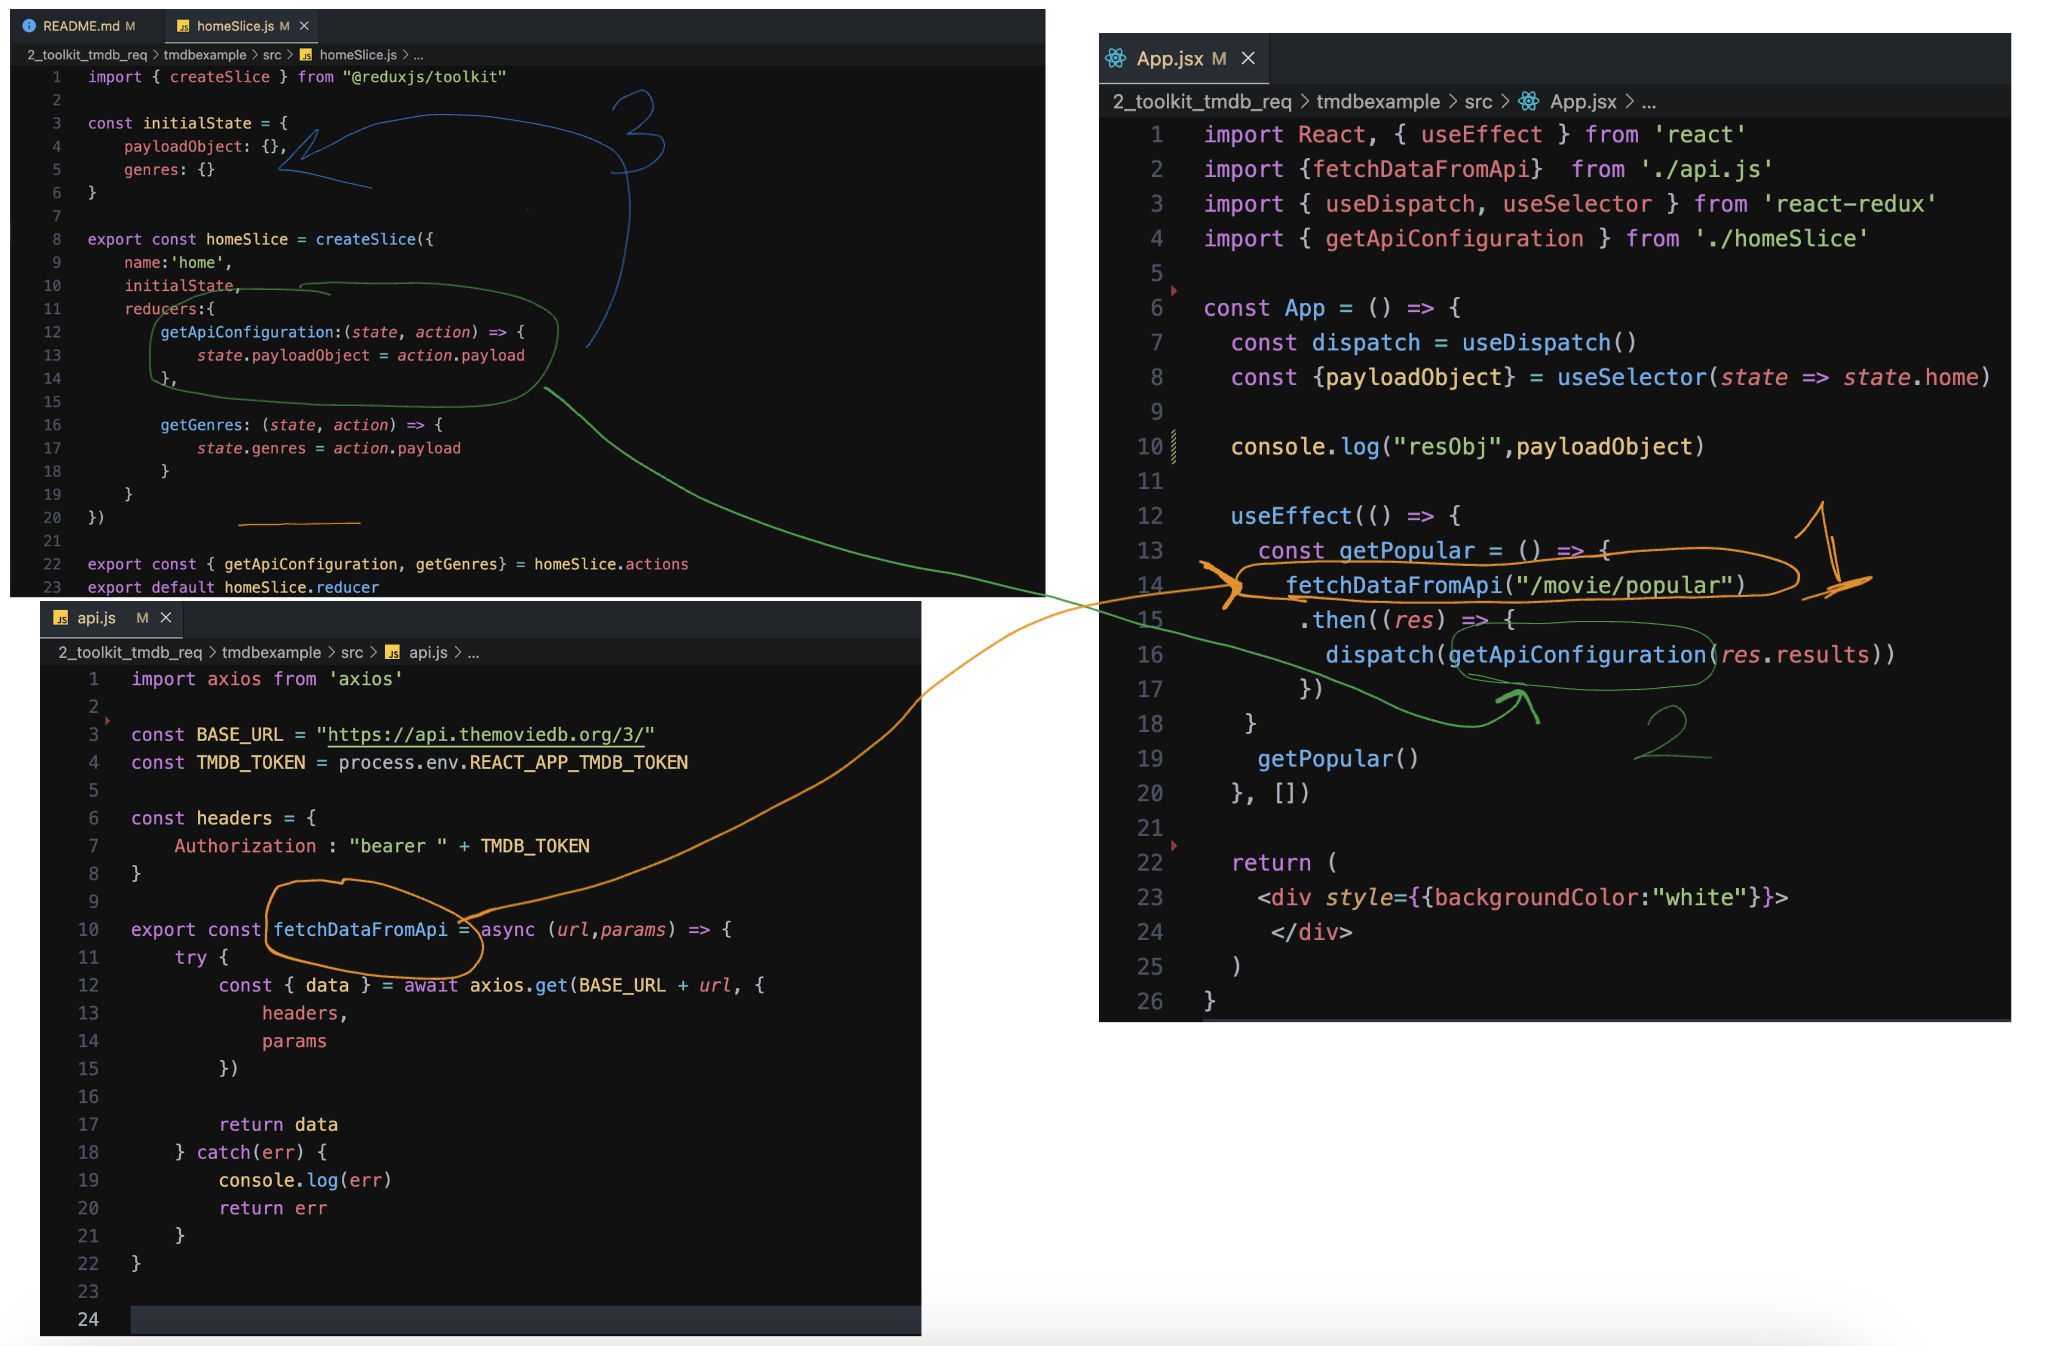 README.md M homeSlice.js M ×
2_toolkit_tmdb_req > tmdbexample > src > JS homeSlice.js > ...
1 import { createSlice } from "@reduxjs/toolkit"
2
3 const initialState = {
4 payloadObject: {},
5 genres: {}
6 }
7
8 export const homeSlice = createSlice({
9 name:'home',
10 initialState,
11 reducers:{
12 getApiConfiguration:(state, action) => {
13 state.payloadObject = action.payload
14 },
15
16 getGenres: (state, action) => {
17 state.genres = action.payload
18 }
19 }
20 })
21
22 export const { getApiConfiguration, getGenres} = homeSlice.actions
23 export default homeSlice.reducer
3
JS api.js M ×
2_toolkit_tmdb_req > tmdbexample > src > JS api.js > ...
1 import axios from 'axios'
2
3 const BASE_URL = "https://api.themoviedb.org/3/"
4 const TMDB_TOKEN = process.env.REACT_APP_TMDB_TOKEN
5
6 const headers = {
7 Authorization : "bearer " + TMDB_TOKEN
8 }
9
10 export const fetchDataFromApi = async (url,params) => {
11 try {
12 const { data } = await axios.get(BASE_URL + url, {
13 headers,
14 params
15 })
16
17 return data
18 } catch(err) {
19 console.log(err)
20 return err
21 }
22 }
23
24
App.jsx M ×
2_toolkit_tmdb_req > tmdbexample > src > App.jsx > ...
1 import React, { useEffect } from 'react'
2 import {fetchDataFromApi} from './api.js'
3 import { useDispatch, useSelector } from 'react-redux'
4 import { getApiConfiguration } from './homeSlice'
5
6 const App = () => {
7 const dispatch = useDispatch()
8 const {payloadObject} = useSelector(state => state.home)
9
10 console.log("resObj",payloadObject)
11
12 useEffect(() => {
13 const getPopular = () => {
14 fetchDataFromApi("/movie/popular")
15 .then((res) => {
16 dispatch(getApiConfiguration(res.results))
17 })
18 }
19 getPopular()
20 }, [])
21
22 return (
23 <div style={{backgroundColor:"white"}}>
24 </div>
25 )
26 }
1
2